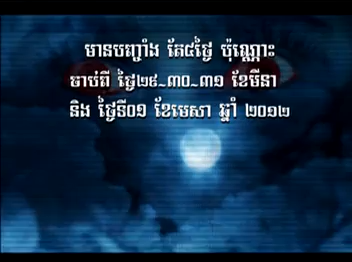 មានបញ្ចាំង តែ៤ថ្ងៃ ប៉ុណ្ណោះ
ចាប់ពី ថ្ងៃ២៩-៣០-៣១ ខែមីនា
និង ថ្ងៃទី០១ ខែមេសា ឆ្នាំ ២០១២